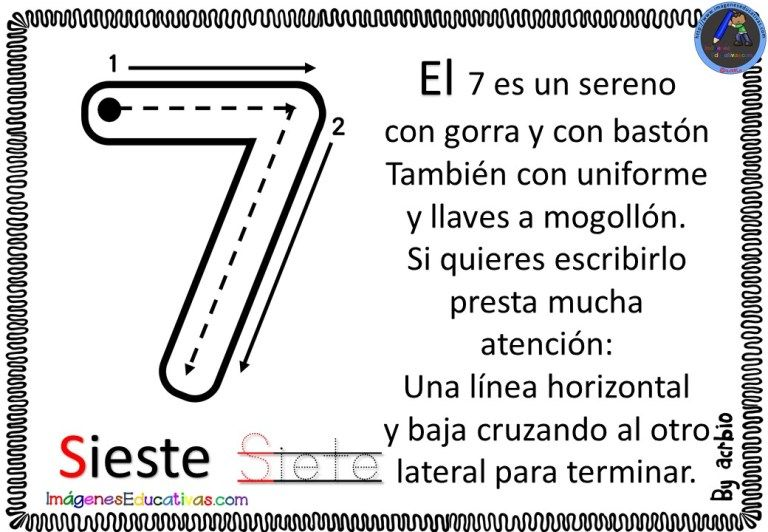 1
2
El 7 es un sereno
con gorra y con bastón
También con uniforme
y llaves a mogollón.
Si quieres escribirlo
presta mucha
atención:
Una línea horizontal
y baja cruzando al otro
lateral para terminar.
Sieste Siete
ImágenesEducativas.com
By acrbio